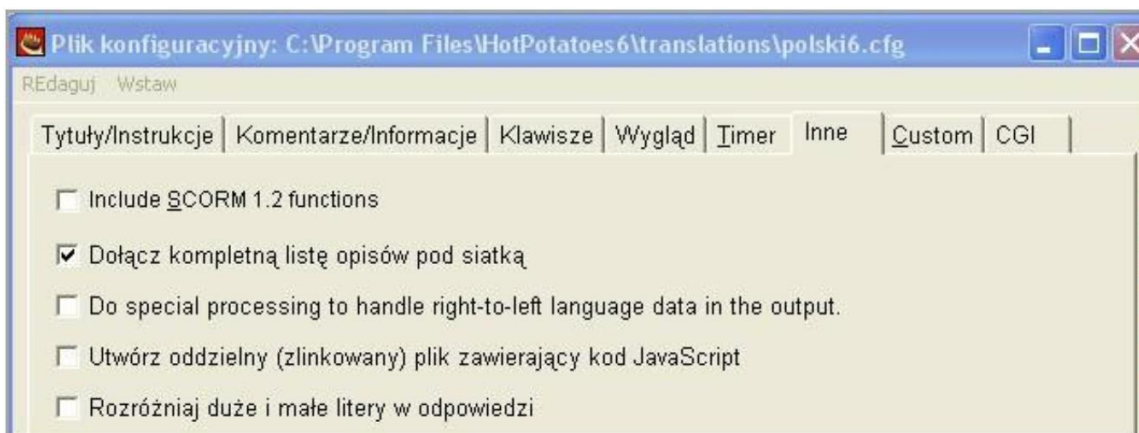 Plik konfiguracyjny: C:\Program Files\HotPotatoes6\translations\polski6.cfg
REdaguj Wstaw
Tytuły/Instrukcje Komentarze/Informacje Klawisze Wygląd Timer Inne Custom CGI
Include SCORM 1.2 functions
Dołącz kompletną listę opisów pod siatką
Do special processing to handle right-to-left language data in the output.
Utwórz oddzielny (zlinkowany) plik zawierający kod JavaScript
Rozróżniaj duże i małe litery w odpowiedzi